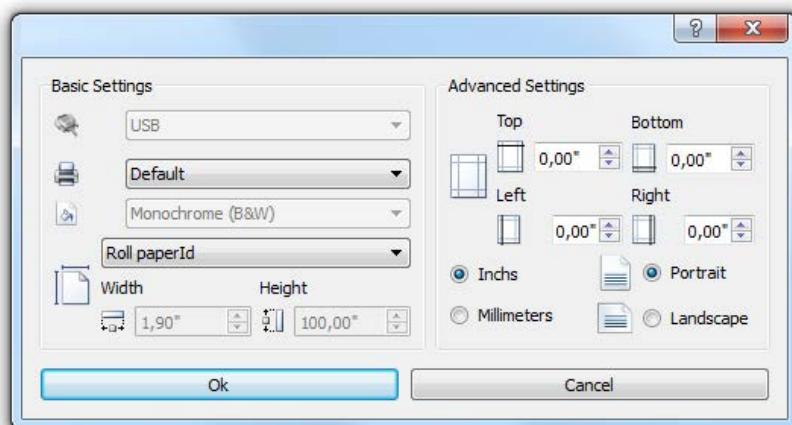 Basic Settings
USB
Default
Monochrome (B&W)
Roll paperId
Width Height
1,90" 100,00"
Advanced Settings
Top Bottom
0,00" 0,00"
Left Right
0,00" 0,00"
Inchs Portrait
Millimeters Landscape
Ok Cancel